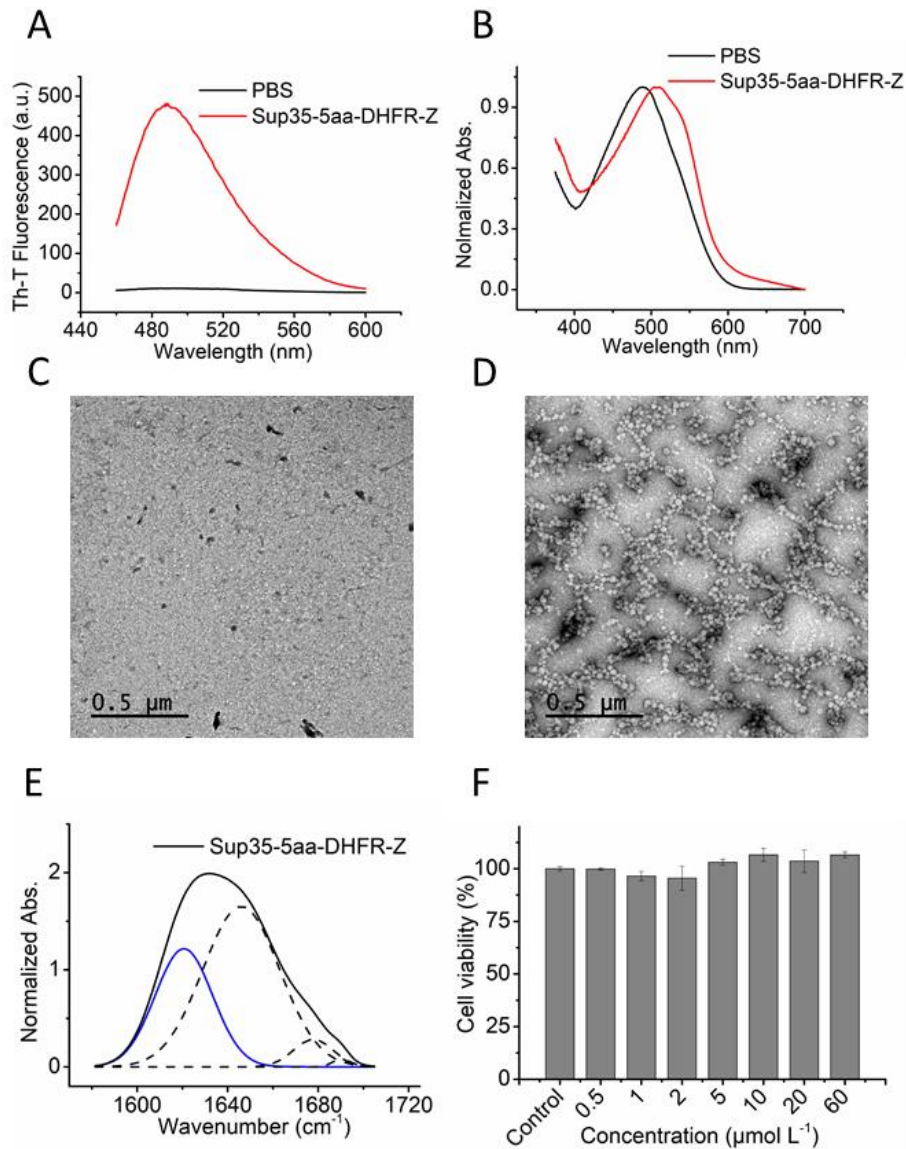 A
PBS
Sup35-5aa-DHFR-Z
Th-T Fluorescence (a.u.)
500
400
300
200
100
0
440 480 520 560 600
Wavelength (nm)
B
PBS
Sup35-5aa-DHFR-Z
Nolmalized Abs.
0.9
0.6
0.3
0.0
400 500 600 700
Wavelength (nm)
C
0.5 µm
D
0.5 µm
E
Sup35-5aa-DHFR-Z
Normalized Abs.
2
1
0
1600 1640 1680 1720
Wavenumber (cm⁻¹)
F
Cell viability (%)
100
75
50
25
0
Control 0.5 1 2 5 10 20 60
Concentration (µmol L⁻¹)